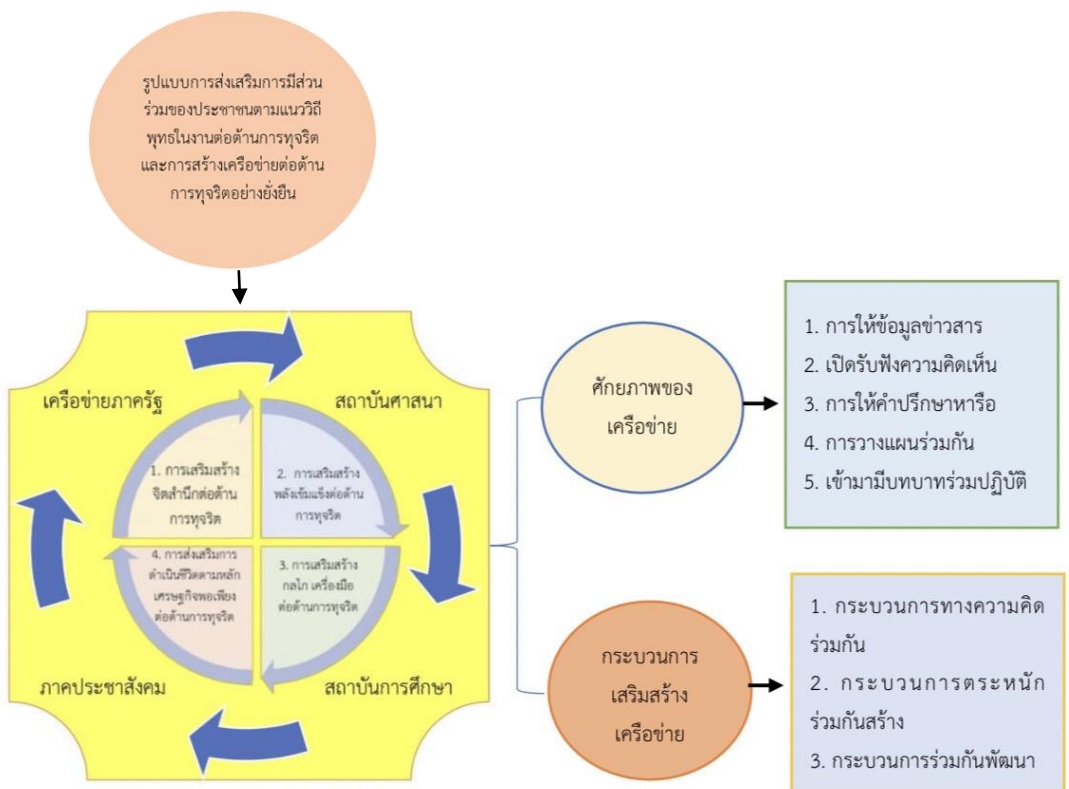 รูปแบบการส่งเสริมการมีส่วน
ร่วมของประชาชนตามแนววิถี
พุทธในงานต่อต้านการทุจริต
และการสร้างเครือข่ายต่อต้าน
การทุจริตอย่างยั่งยืน
เครือข่ายภาครัฐ
สถาบันศาสนา
1. การเสริมสร้าง
จิตสำนึกต่อต้าน
การทุจริต
2. การเสริมสร้าง
พลังเข้มแข็งต่อต้าน
การทุจริต
4. การส่งเสริมการ
ดำเนินชีวิตตามหลัก
เศรษฐกิจพอเพียง
ต่อต้านการทุจริต
3. การเสริมสร้าง
กลไก เครื่องมือ
ต่อต้านการทุจริต
ภาคประชาสังคม
สถาบันการศึกษา
ศักยภาพของ
เครือข่าย
1. การให้ข้อมูลข่าวสาร
2. เปิดรับฟังความคิดเห็น
3. การให้คำปรึกษาหารือ
4. การวางแผนร่วมกัน
5. เข้ามามีบทบาทร่วมปฏิบัติ
กระบวนการ
เสริมสร้าง
เครือข่าย
1. กระบวนการทางความคิด
ร่วมกัน
2. กระบวนการตระหนัก
ร่วมกันสร้าง
3. กระบวนการร่วมกันพัฒนา